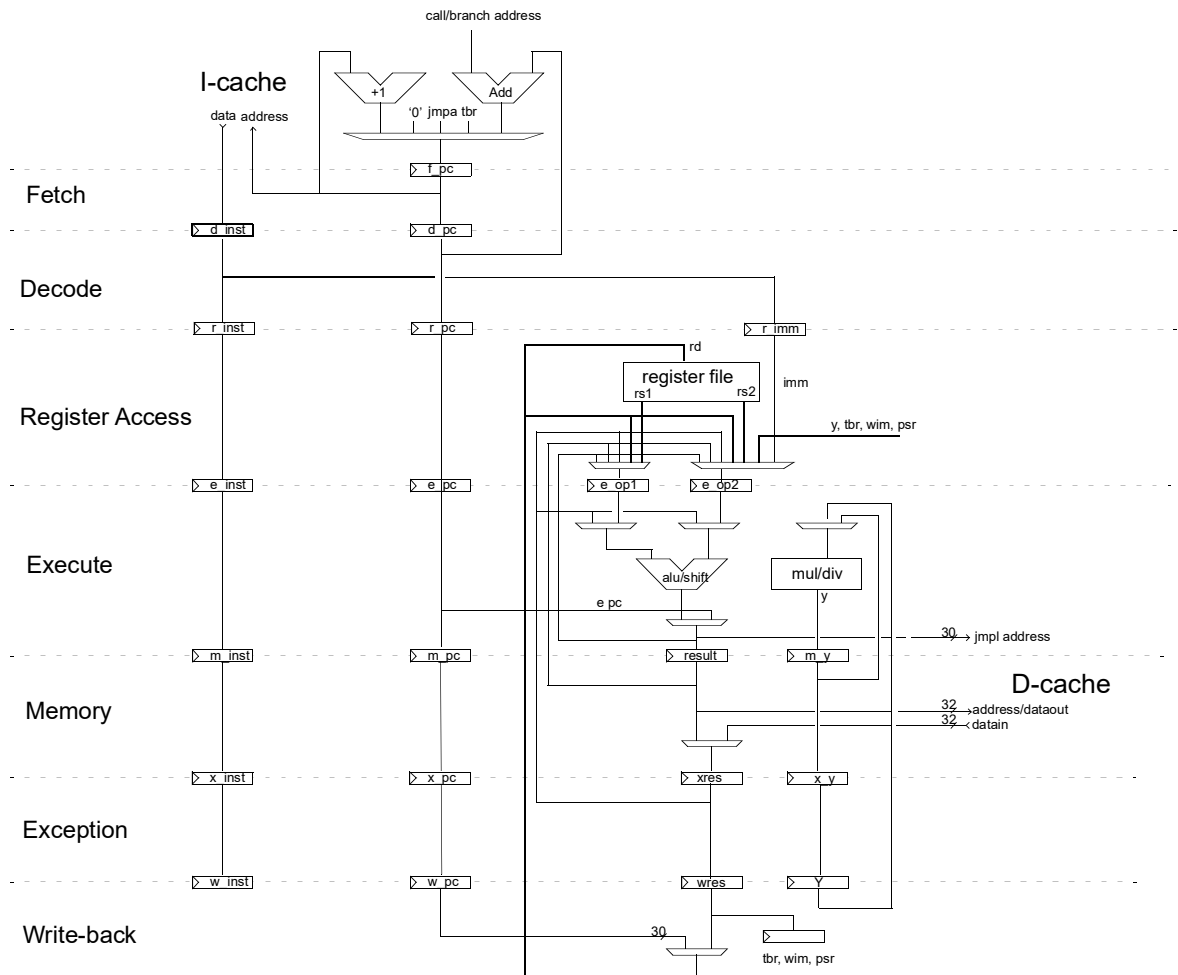 call/branch address
I-cache
data address
+1
Add
'0' jmpa tbr
f_pc
Fetch
d_inst
d_pc
Decode
r_inst
r_pc
r_imm
rd
register file
rs1
rs2
imm
Register Access
y, tbr, wim, psr
e_inst
e_pc
e_op1
e_op2
Execute
alu/shift
mul/div
y
e pc
30
jmpl address
m_inst
m_pc
result
m_y
D-cache
Memory
32
address/dataout
32
datain
x_inst
x_pc
xres
x_y
Exception
w_inst
w_pc
wres
Y
Write-back
30
tbr, wim, psr